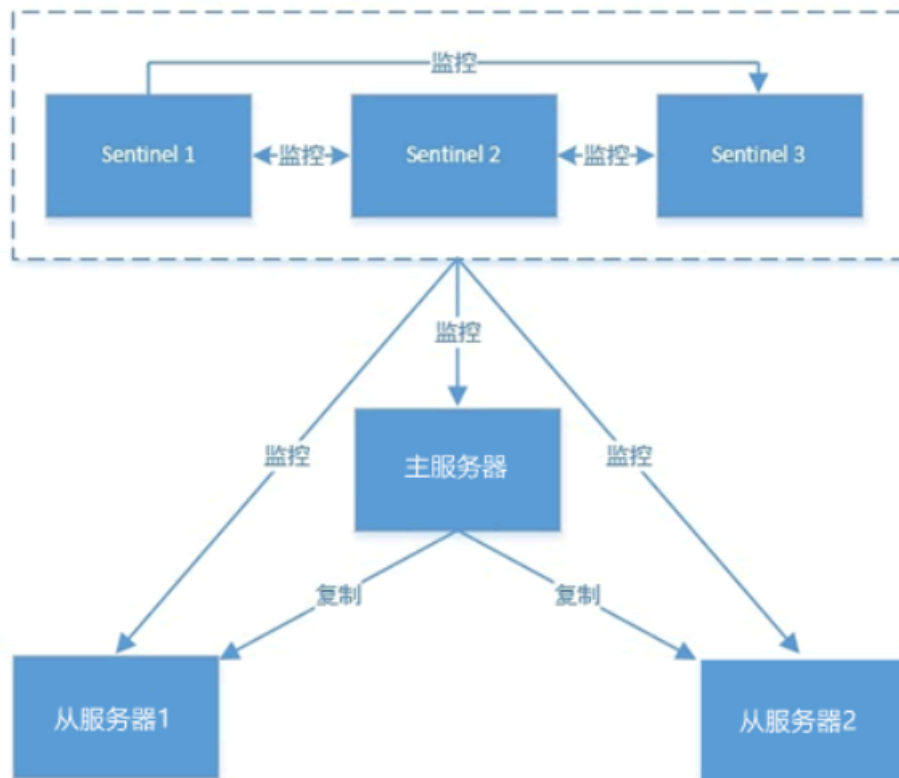 监控
Sentinel 1
监控
Sentinel 2
监控
Sentinel 3
监控
监控
主服务器
监控
复制
复制
从服务器1
从服务器2